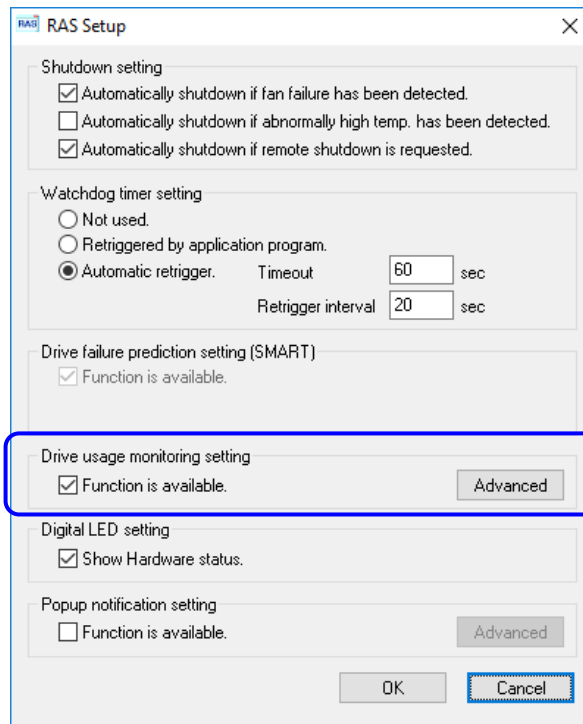 RAS RAS Setup
Shutdown setting
Automatically shutdown if fan failure has been detected.
Automatically shutdown if abnormally high temp. has been detected.
Automatically shutdown if remote shutdown is requested.
Watchdog timer setting
Not used.
Retriggered by application program.
Automatic retrigger. Timeout 60 sec
Retrigger interval 20 sec
Drive failure prediction setting (SMART)
Function is available.
Drive usage monitoring setting
Function is available. Advanced
Digital LED setting
Show Hardware status.
Popup notification setting
Function is available. Advanced
OK Cancel